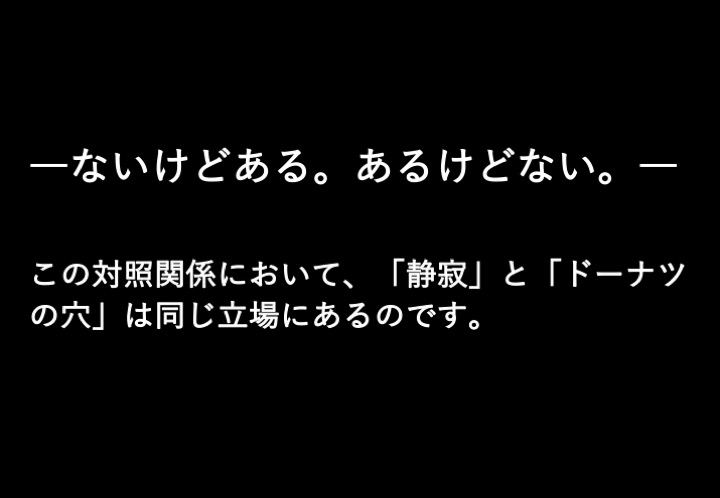 ―ないけどある。あるけどない。―
この対照関係において、「静寂」と「ドーナツ
の穴」は同じ立場にあるのです。